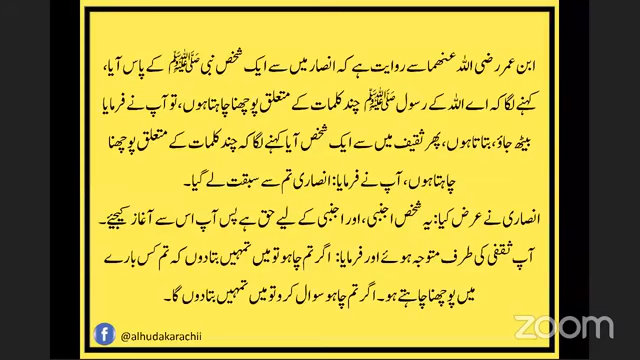 ابن عمر رضی اللہ عنھما سے روایت ہے کہ انصار میں سے ایک شخص نبی ﷺ کے پاس آیا،
کہنے لگا کہ اے اللہ کے رسول ﷺ چند کلمات کے متعلق پوچھنا چاہتا ہوں، تو آپ نے فرمایا
بیٹھ جاؤ، بتاتا ہوں، پھر ثقیف میں سے ایک شخص آیا کہنے لگا کہ چند کلمات کے متعلق پوچھنا
چاہتا ہوں، آپ نے فرمایا: انصاری تم سے سبقت لے گیا۔
انصاری نے عرض کیا: یہ شخص اجنبی، اور اجنبی کے لیے حق ہے پس آپ اس سے آغاز کیجیئے۔
آپ ثقفی کی طرف متوجہ ہوئے اور فرمایا: اگر تم چاہو تو میں تمہیں بتا دوں کہ تم کس بارے
میں پوچھنا چاہتے ہو۔ اگر تم چاہو سوال کرو تو میں تمہیں بتا دوں گا۔
@alhudakarachii
zoom